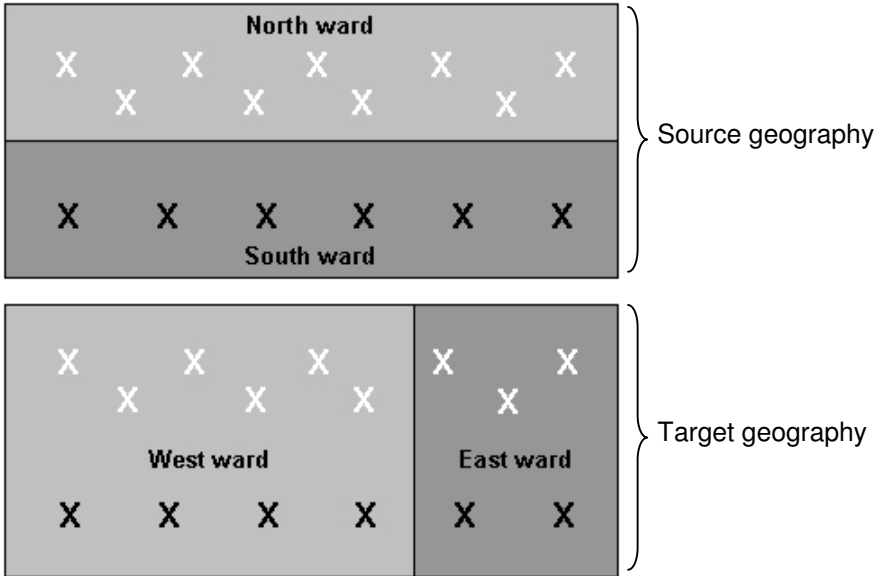 North ward
X X X X X
X X X X
Source geography
X X X X X X
South ward
X X X X X
X X X X
Target geography
West ward East ward
X X X X X X